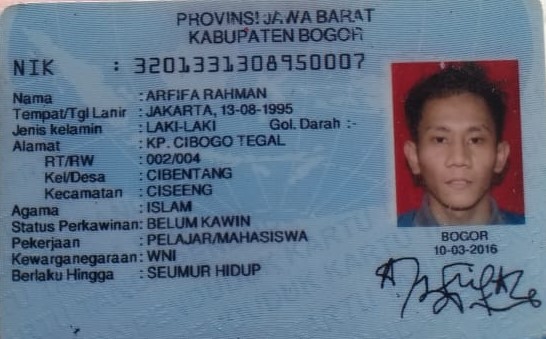 PROVINSI JAWA BARAT
KABUPATEN BOGOR
NIK : 3201331308950007
Nama : ARFIFA RAHMAN
Tempat/Tgl Lahir : JAKARTA, 13-08-1995
Jenis kelamin : LAKI-LAKI Gol. Darah :-
Alamat : KP. CIBOGO TEGAL
RT/RW : 002/004
Kel/Desa : CIBENTANG
Kecamatan : CISEENG
Agama : ISLAM
Status Perkawinan: BELUM KAWIN
Pekerjaan : PELAJAR/MAHASISWA
Kewarganegaraan: WNI
Berlaku Hingga : SEUMUR HIDUP
BOGOR
10-03-2016